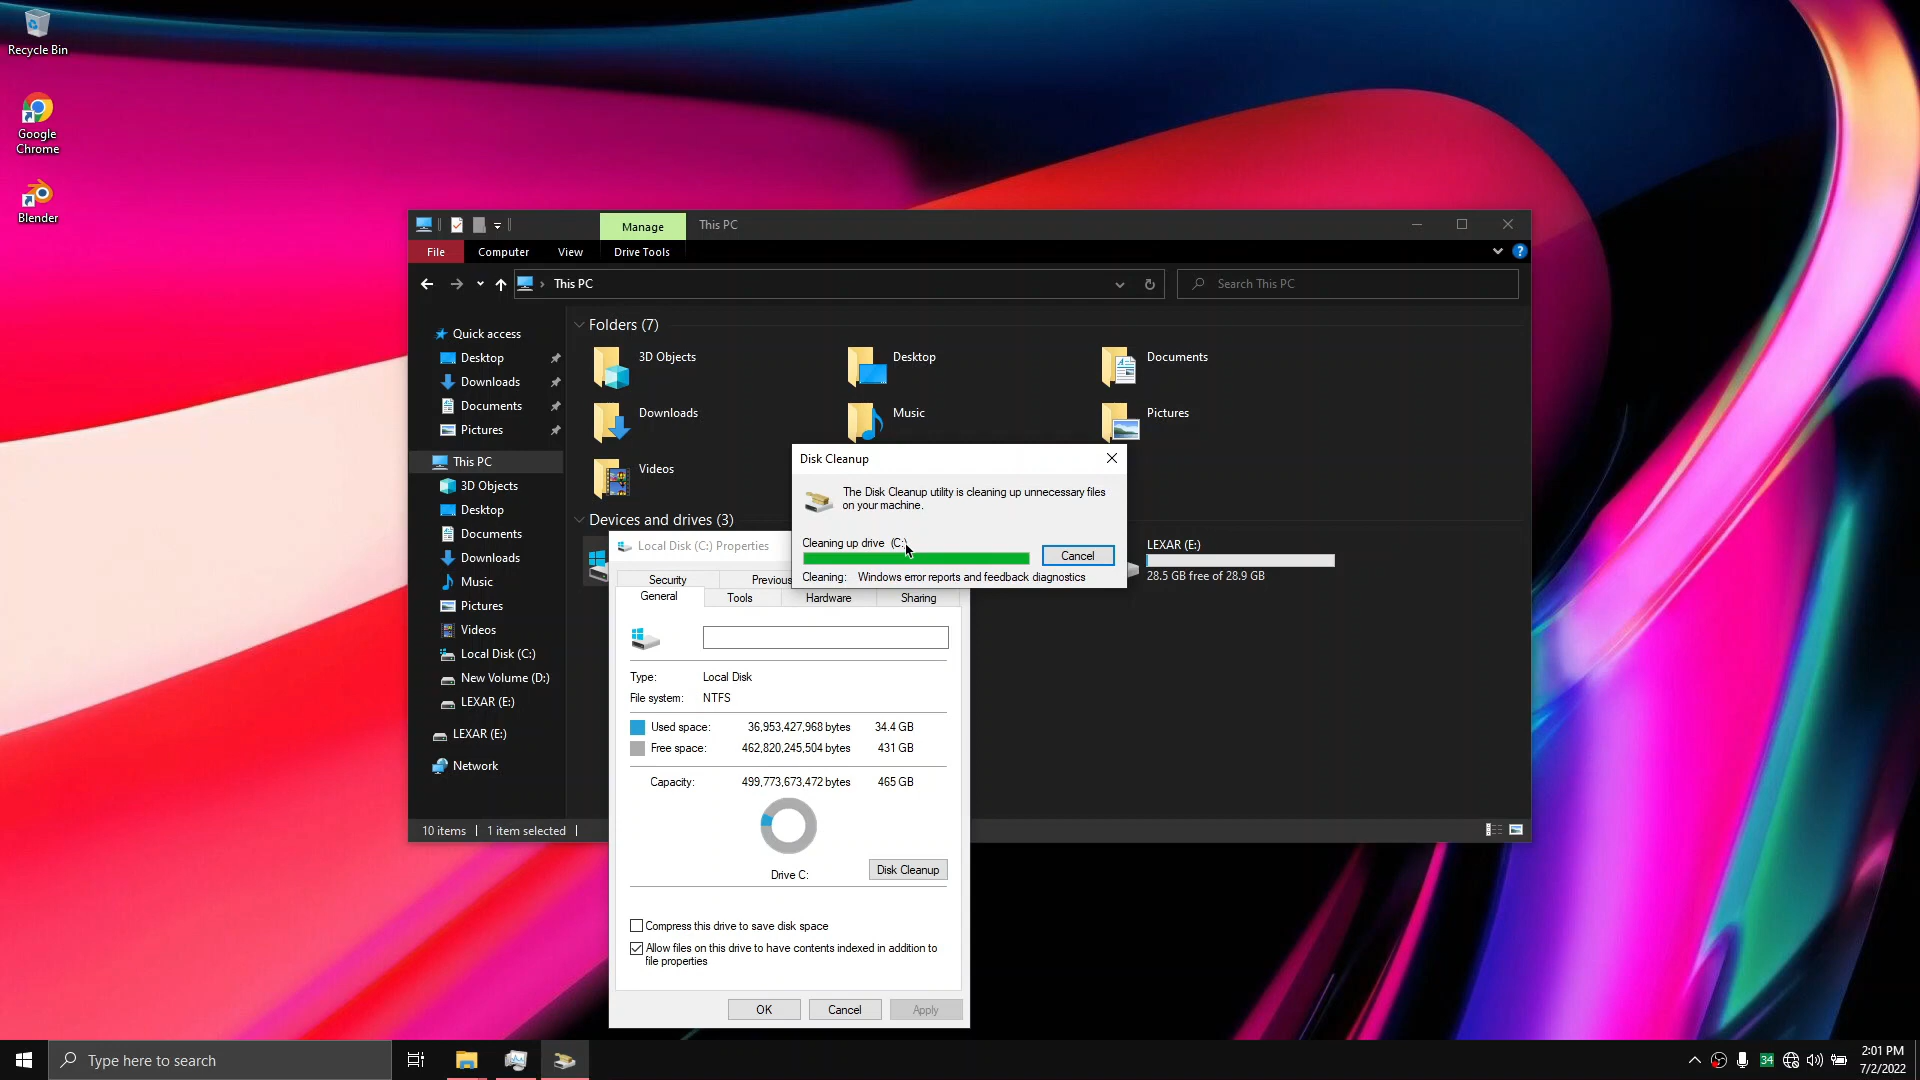 Recycle Bin
Google
Chrome
Blender
Manage
This PC
File
Computer
View
Drive Tools
This PC
Search This PC
Quick access
Desktop
Downloads
Documents
Pictures
This PC
3D Objects
Desktop
Documents
Downloads
Music
Pictures
Videos
Local Disk (C:)
New Volume (D:)
LEXAR (E:)
LEXAR (E:)
Network
Folders (7)
3D Objects
Desktop
Documents
Downloads
Music
Pictures
Videos
Devices and drives (3)
LEXAR (E:)
28.5 GB free of 28.9 GB
10 items
1 item selected
Disk Cleanup
The Disk Cleanup utility is cleaning up unnecessary files
on your machine.
Cleaning up drive (C:)
Cancel
Cleaning: Windows error reports and feedback diagnostics
Local Disk (C:) Properties
Security
Previous
General
Tools
Hardware
Sharing
Type: Local Disk
File system: NTFS
Used space: 36,953,427,968 bytes 34.4 GB
Free space: 462,820,245,504 bytes 431 GB
Capacity: 499,773,673,472 bytes 465 GB
Drive C:
Disk Cleanup
Compress this drive to save disk space
Allow files on this drive to have contents indexed in addition to
file properties
OK
Cancel
Apply
Type here to search
34
2:01 PM
7/2/2022